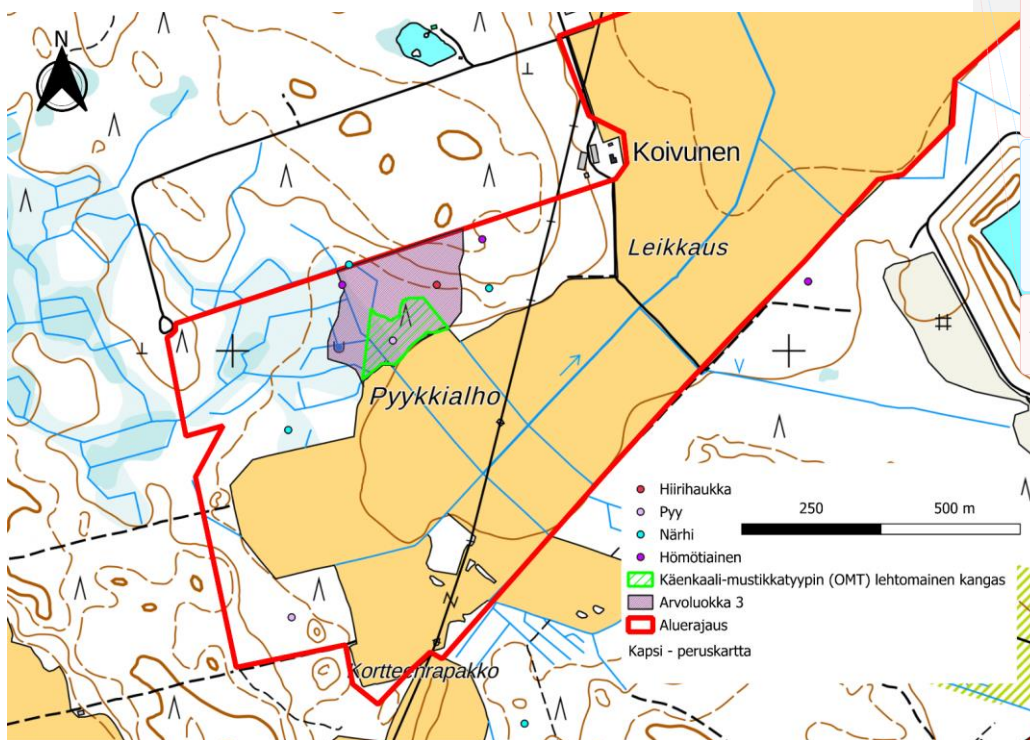 N
Koivunen
Leikkaus
Pyykkialho
Kortteenrapakko
Hiirihaukka
Pyy
Närhi
Hömötiainen
Käenkaali-mustikkatyypin (OMT) lehtomainen kangas
Arvoluokka 3
Aluerajaus
Kapsi - peruskartta
250 500 m